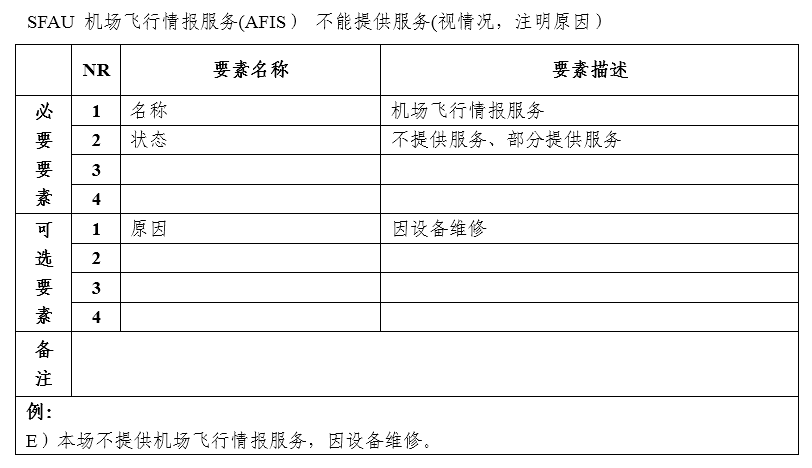 SFAU 机场飞行情报服务(AFIS） 不能提供服务(视情况，注明原因）
NR 要素名称 要素描述
必要要素
1 名称 机场飞行情报服务
2 状态 不提供服务、部分提供服务
3
4
可选要素
1 原因 因设备维修
2
3
4
备注
例：
E）本场不提供机场飞行情报服务，因设备维修。